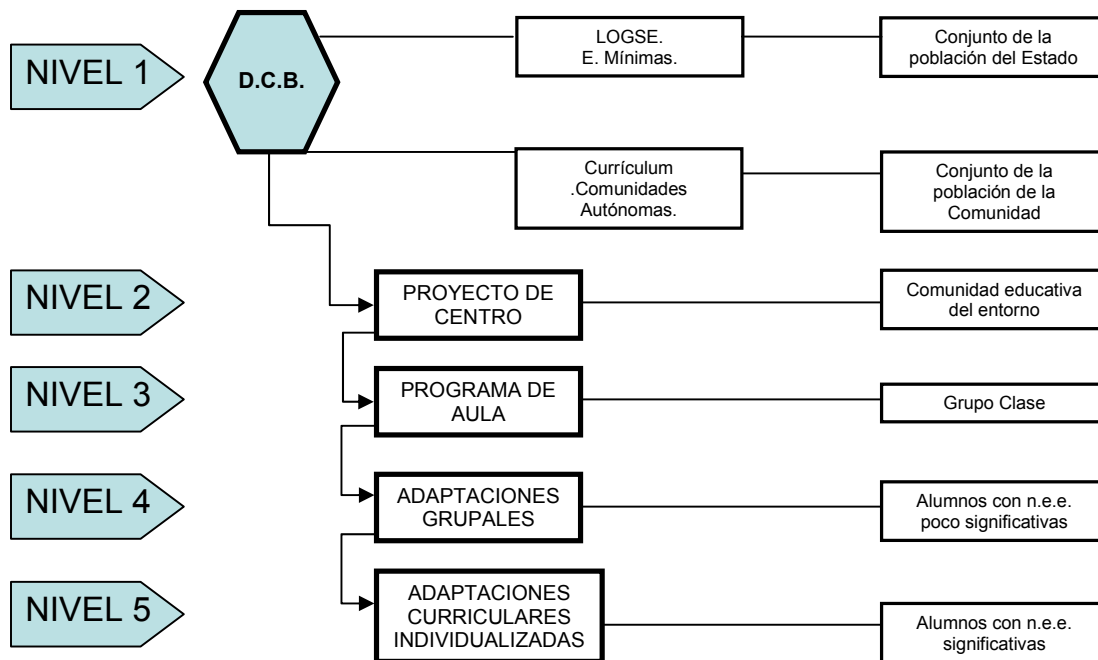 NIVEL 1
D.C.B.
LOGSE.
E. Mínimas.
Conjunto de la
población del Estado
Currículum
.Comunidades
Autónomas.
Conjunto de la
población de la
Comunidad
NIVEL 2
PROYECTO DE
CENTRO
Comunidad educativa
del entorno
NIVEL 3
PROGRAMA DE
AULA
Grupo Clase
NIVEL 4
ADAPTACIONES
GRUPALES
Alumnos con n.e.e.
poco significativas
NIVEL 5
ADAPTACIONES
CURRICULARES
INDIVIDUALIZADAS
Alumnos con n.e.e.
significativas